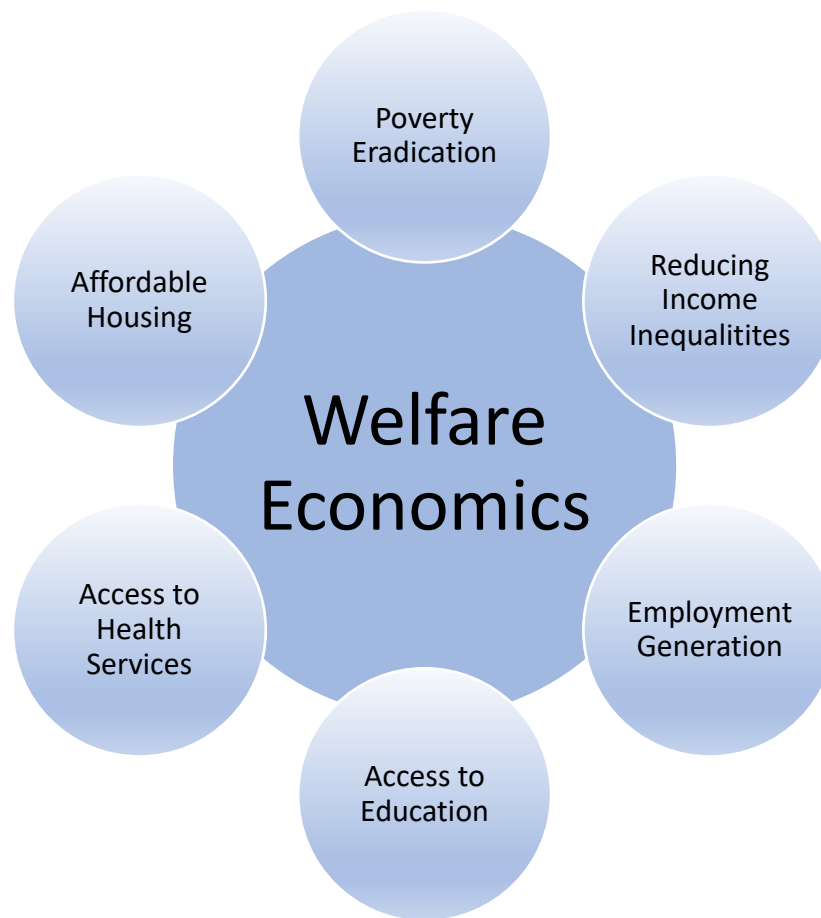 Poverty
Eradication
Reducing
Income
Inequalitites
Employment
Generation
Access to
Education
Access to
Health
Services
Affordable
Housing
Welfare
Economics